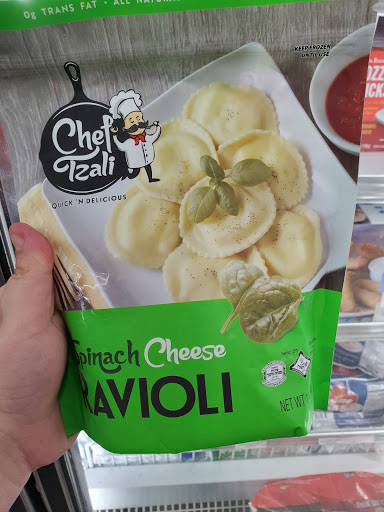 0g TRANS FAT · ALL NATURAL
KEEP FROZEN
UNTIL USE
Chef
Tzali
QUICK 'N DELICIOUS
Spinach Cheese
RAVIOLI
NET WT